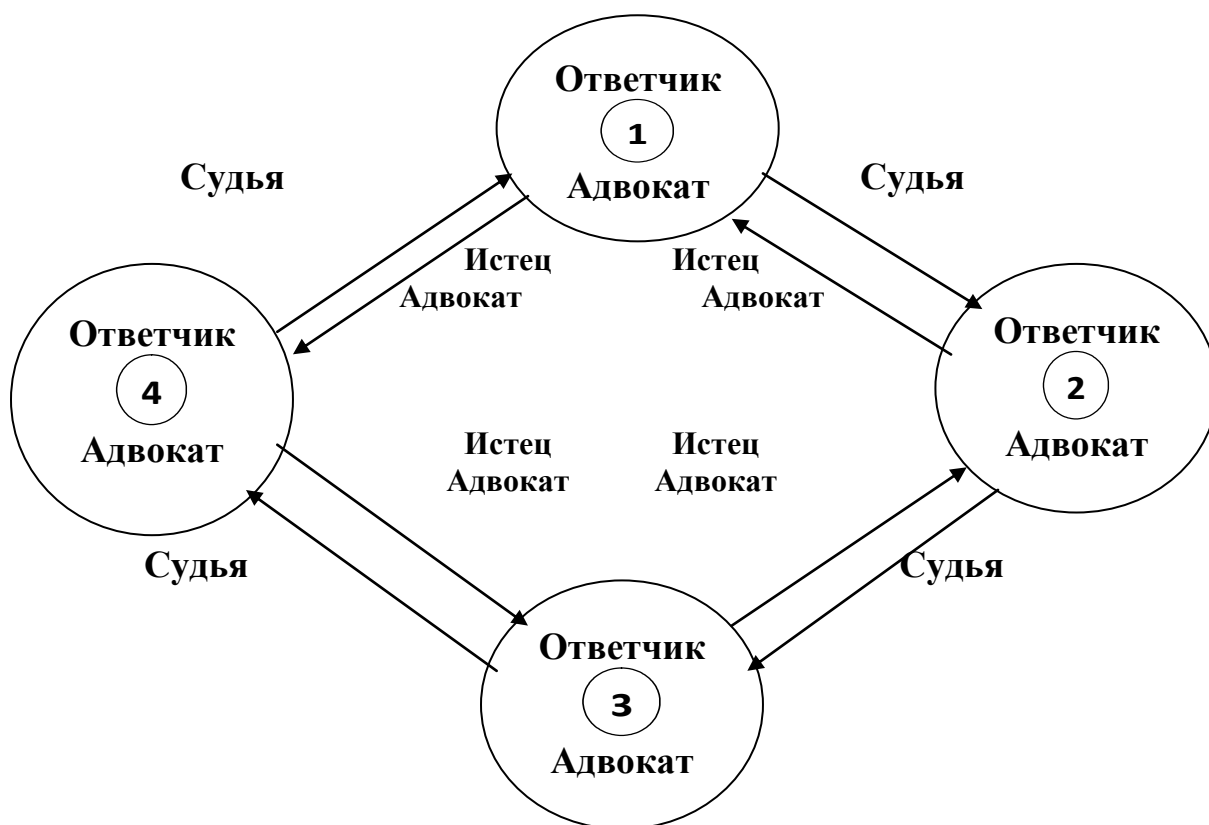 Ответчик
1
Адвокат
Судья
Судья
Истец
Адвокат
Истец
Адвокат
Ответчик
4
Адвокат
Ответчик
2
Адвокат
Истец
Адвокат
Истец
Адвокат
Судья
Судья
Ответчик
3
Адвокат